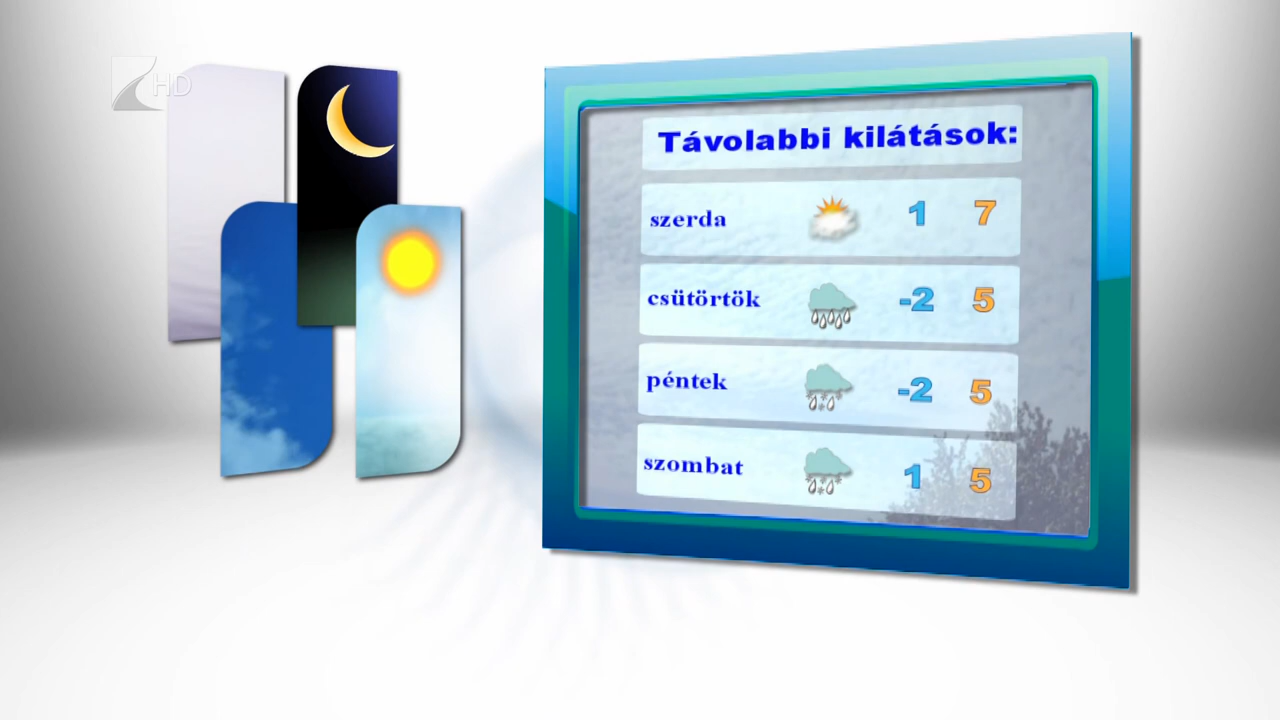 HD
Távolabbi kilátások:
szerda 1 7
csütörtök -2 5
péntek -2 5
szombat 1 5